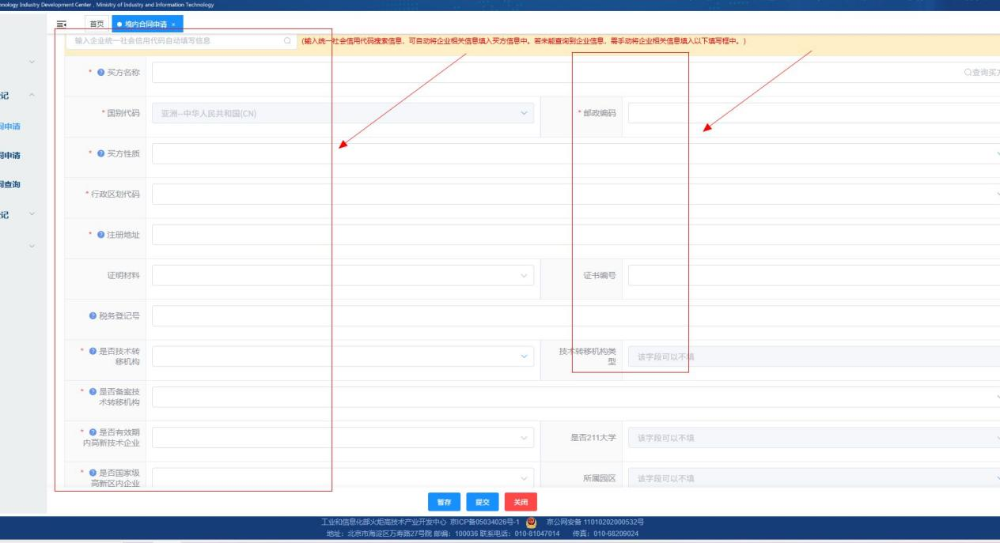 hnology Industry Development Center , Ministry of Industry and Information Technology
首页 境内合同申请 ×
输入企业统一社会信用代码自动填写信息 (输入统一社会信用代码搜索信息，可自动将企业相关信息填入买方信息中。若未能查询到企业信息，需手动将企业相关信息填入以下填写框中。)
* ? 买方名称 查询买方
记
* 国别代码 亚洲--中华人民共和国(CN) * 邮政编码
同申请
* ? 买方性质
同申请
同查询
* 行政区划代码
记
* ? 注册地址
证明材料 证书编号
? 税务登记号
* ? 是否技术转
移机构
技术转移机构类
型
该字段可以不填
* ? 是否备案技
术转移机构
* ? 是否有效期
内高新技术企业
是否211大学 该字段可以不填
* ? 是否国家级
高新区内企业
所属园区 该字段可以不填
暂存 提交 关闭
工业和信息化部火炬高技术产业开发中心 京ICP备05034026号-1 京公网安备 11010202000532号
地址：北京市海淀区万寿路27号院 邮编：100036 联系电话：010-81047014 传真：010-68209024